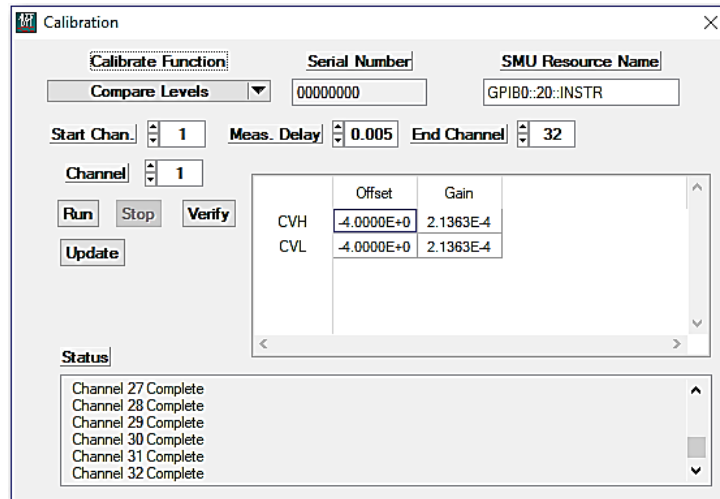 Calibration
Calibrate Function
Serial Number
SMU Resource Name
Compare Levels
00000000
GPIB0::20::INSTR
Start Chan. 1
Meas. Delay 0.005
End Channel 32
Channel 1
Run Stop Verify
Update
Offset Gain
CVH -4.0000E+0 2.1363E-4
CVL -4.0000E+0 2.1363E-4
Status
Channel 27 Complete
Channel 28 Complete
Channel 29 Complete
Channel 30 Complete
Channel 31 Complete
Channel 32 Complete